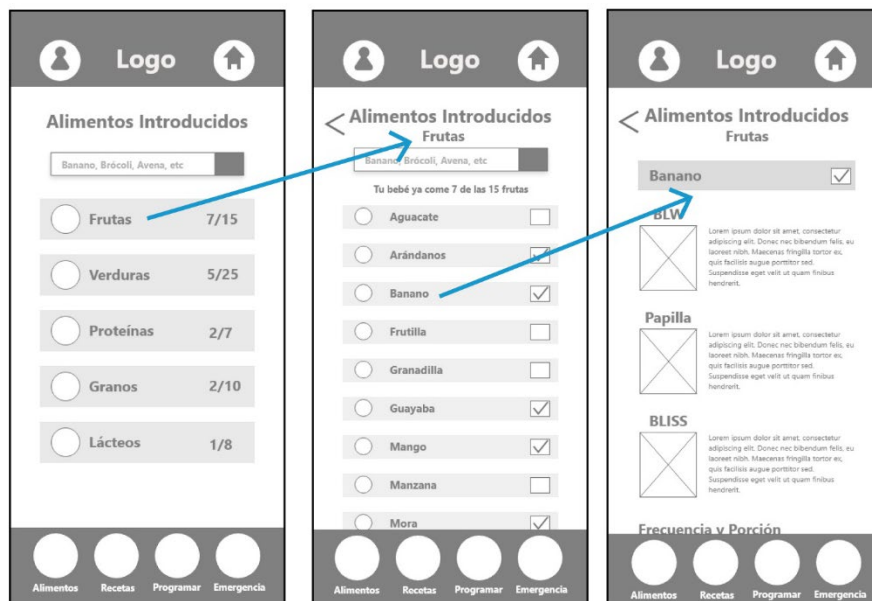 Logo
Alimentos Introducidos
Banano, Brócoli, Avena, etc
Frutas 7/15
Verduras 5/25
Proteínas 2/7
Granos 2/10
Lácteos 1/8
Alimentos Recetas Programar Emergencia
Logo
Alimentos Introducidos
Frutas
Banano, Brócoli, Avena, etc
Tu bebé ya come 7 de las 15 frutas
Aguacate
Arándanos
Banano
Frutilla
Granadilla
Guayaba
Mango
Manzana
Mora
Alimentos Recetas Programar Emergencia
Logo
Alimentos Introducidos
Frutas
Banano
BLW
Lorem ipsum dolor sit amet, consectetur
adipiscing elit. Donec nec bibendum felis, eu
laoreet nibh. Maecenas fringilla tortor ex,
quis facilisis augue porttitor sed.
Suspendisse eget velit ut quam finibus
hendrerit.
Papilla
Lorem ipsum dolor sit amet, consectetur
adipiscing elit. Donec nec bibendum felis, eu
laoreet nibh. Maecenas fringilla tortor ex,
quis facilisis augue porttitor sed.
Suspendisse eget velit ut quam finibus
hendrerit.
BLISS
Lorem ipsum dolor sit amet, consectetur
adipiscing elit. Donec nec bibendum felis, eu
laoreet nibh. Maecenas fringilla tortor ex,
quis facilisis augue porttitor sed.
Suspendisse eget velit ut quam finibus
hendrerit.
Frecuencia y Porción
Alimentos Recetas Programar Emergencia